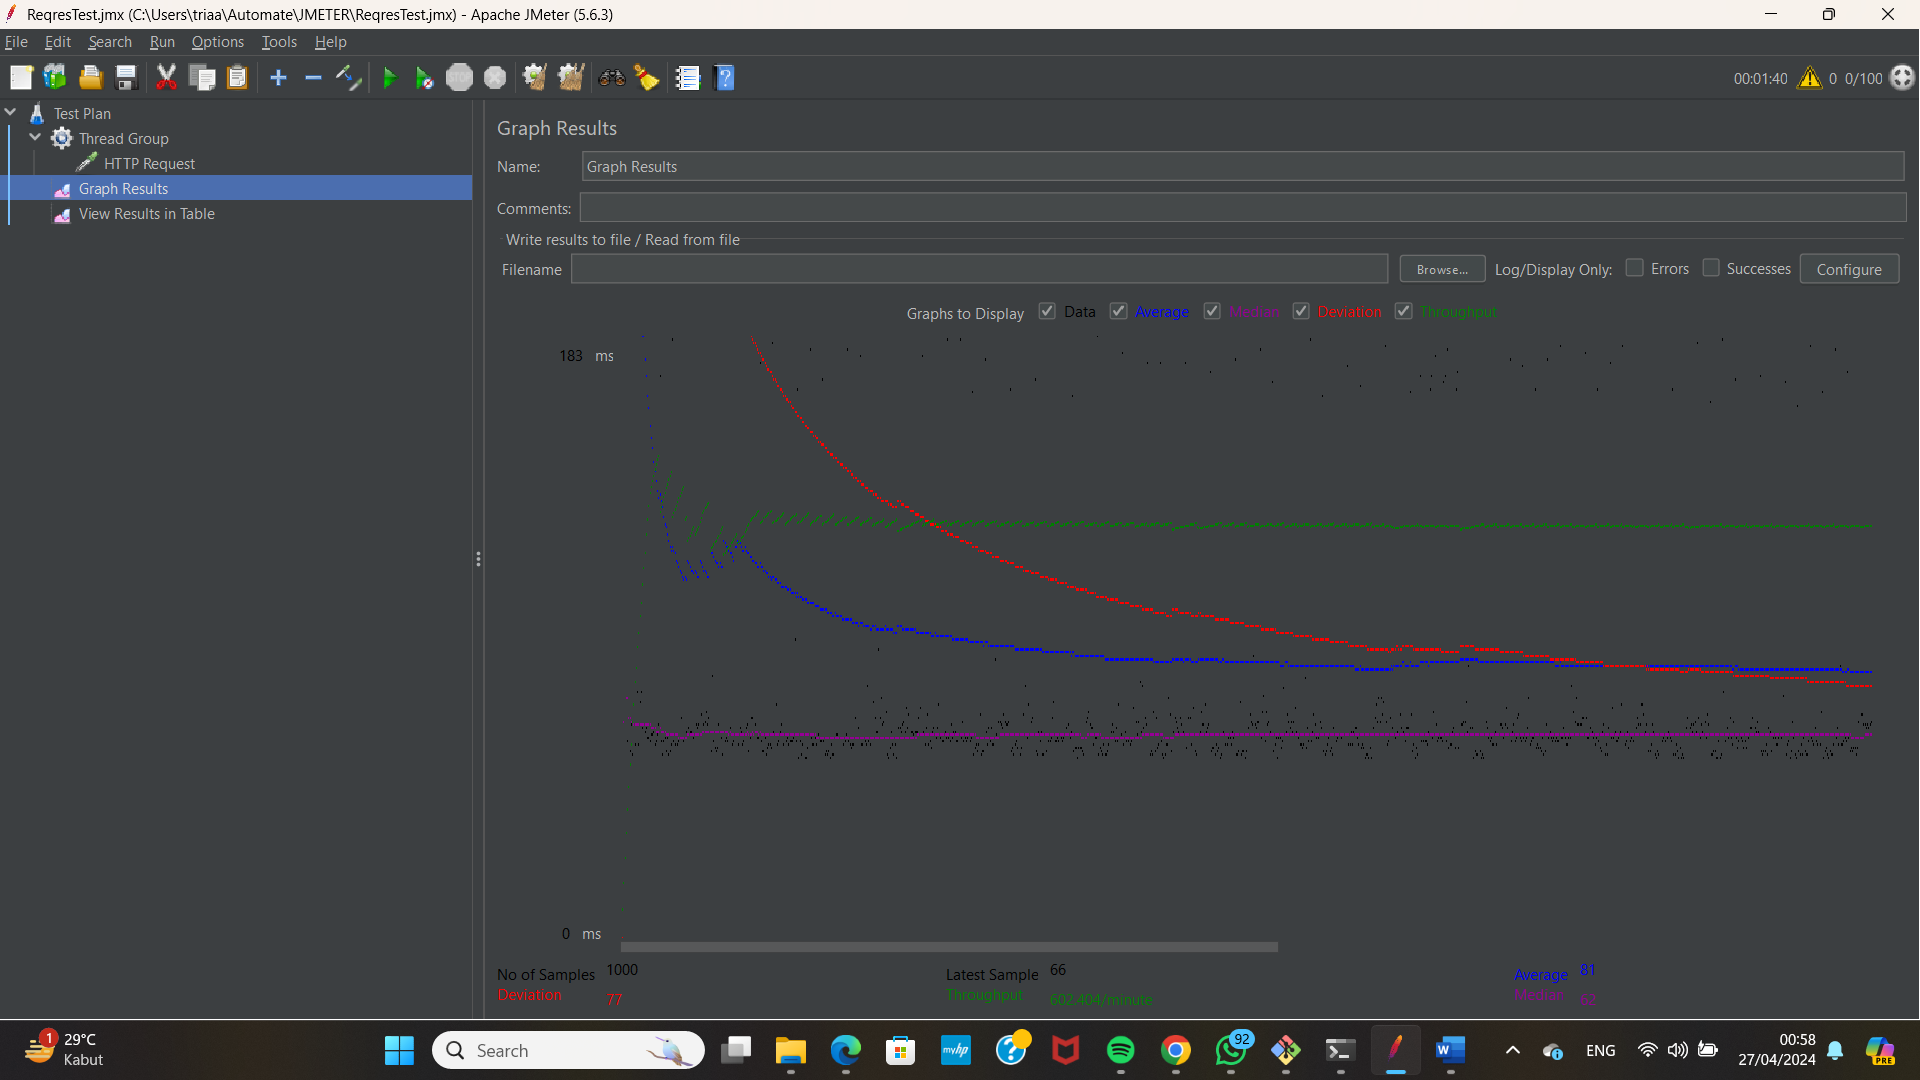 ReqresTest.jmx (C:\Users\triaa\Automate\JMETER\ReqresTest.jmx) - Apache JMeter (5.6.3)
File Edit Search Run Options Tools Help
STOP
00:01:40 0 0/100
Test Plan
Thread Group
HTTP Request
Graph Results
View Results in Table
Graph Results
Name: Graph Results
Comments:
Write results to file / Read from file
Filename Browse... Log/Display Only: Errors Successes Configure
Graphs to Display Data Average Median Deviation Throughput
183 ms
0 ms
No of Samples 1000 Latest Sample 66 Average 81
Deviation 77 Throughput 602.404/minute Median 62
1 29°C
Kabut
Search
myhp
92
ENG
00:58
27/04/2024
PRE